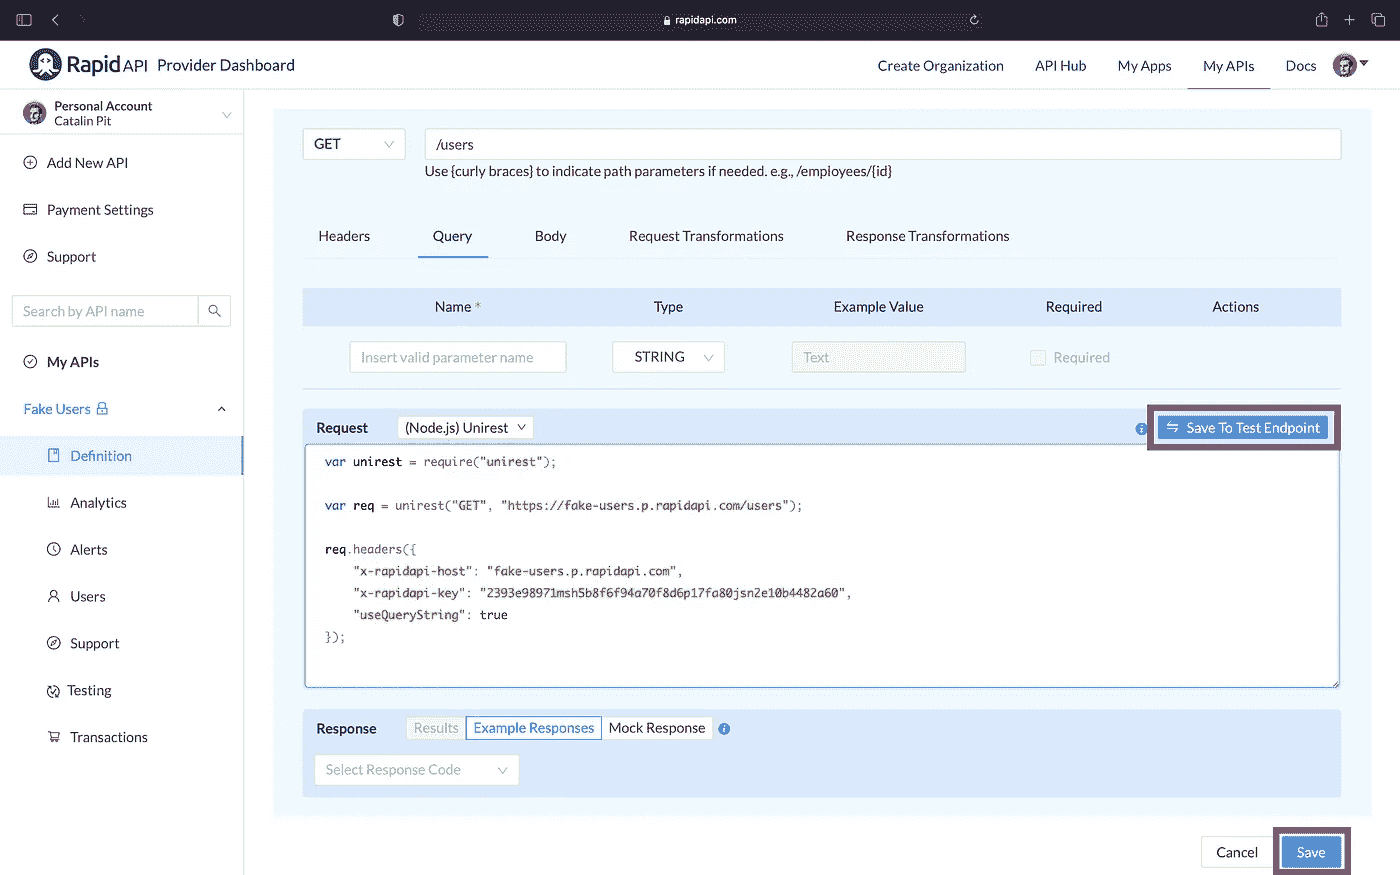 rapidapi.com
Rapid API Provider Dashboard
Create Organization
API Hub
My Apps
My APIs
Docs
Personal Account
Catalin Pit
Add New API
Payment Settings
Support
Search by API name
My APIs
Fake Users
Definition
Analytics
Alerts
Users
Support
Testing
Transactions
GET
/users
Use {curly braces} to indicate path parameters if needed. e.g., /employees/{id}
Headers
Query
Body
Request Transformations
Response Transformations
Name *
Type
Example Value
Required
Actions
Insert valid parameter name
STRING
Text
Required
Request
(Node.js) Unirest
Save To Test Endpoint
var unirest = require("unirest");
var req = unirest("GET", "https://fake-users.p.rapidapi.com/users");
req.headers({
"x-rapidapi-host": "fake-users.p.rapidapi.com",
"x-rapidapi-key": "2393e98971msh5b8f6f94a70f8d6p17fa80jsn2e10b4482a60",
"useQueryString": true
});
Response
Results
Example Responses
Mock Response
Select Response Code
Cancel
Save